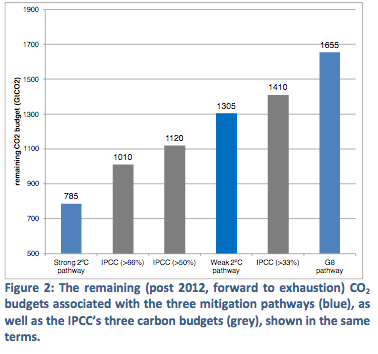 1900
1700
1500
1300
1100
900
700
500
remaining CO2 budget (GtCO2)
785
1010
1120
1305
1410
1655
Strong 2ºC
pathway
IPCC (>66%)
IPCC (>50%)
Weak 2ºC
pathway
IPCC (>33%)
G8
pathway
Figure 2: The remaining (post 2012, forward to exhaustion) CO₂
budgets associated with the three mitigation pathways (blue), as
well as the IPCC's three carbon budgets (grey), shown in the same
terms.